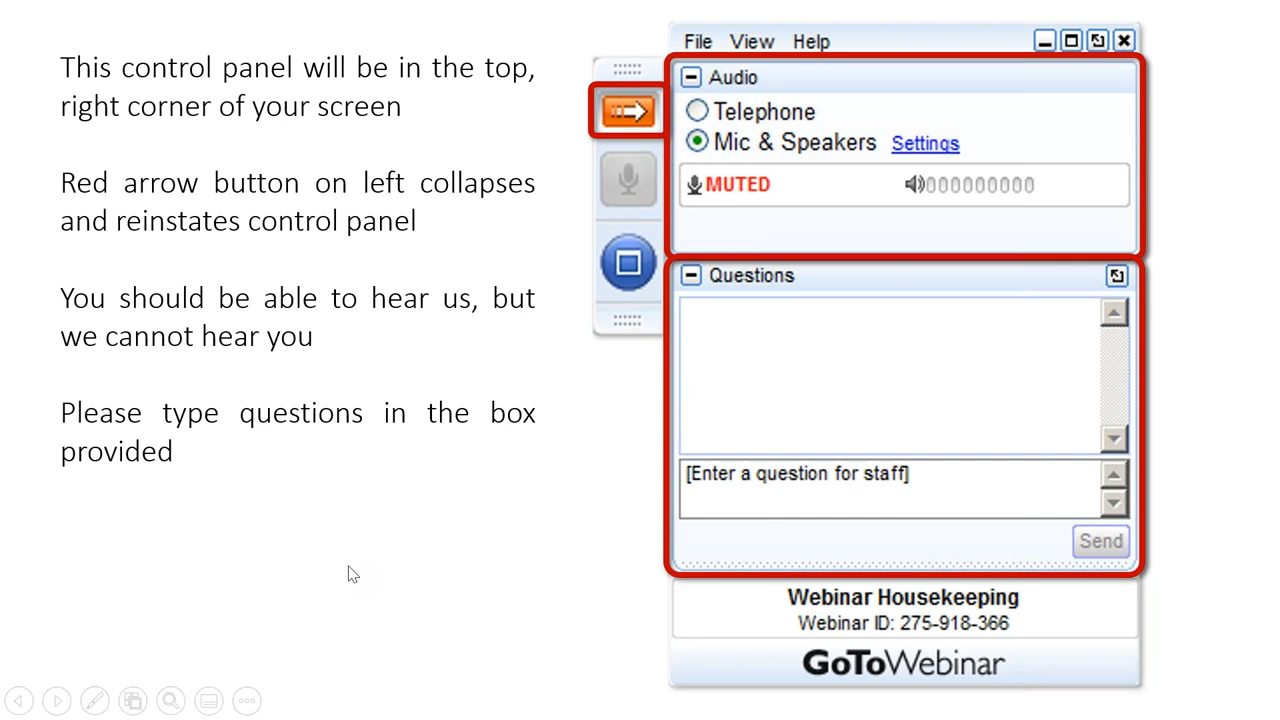 This control panel will be in the top,
right corner of your screen
Red arrow button on left collapses
and reinstates control panel
You should be able to hear us, but
we cannot hear you
Please type questions in the box
provided
File View Help
Audio
Telephone
Mic & Speakers Settings
MUTED 000000000
Questions
[Enter a question for staff]
Send
Webinar Housekeeping
Webinar ID: 275-918-366
GoToWebinar